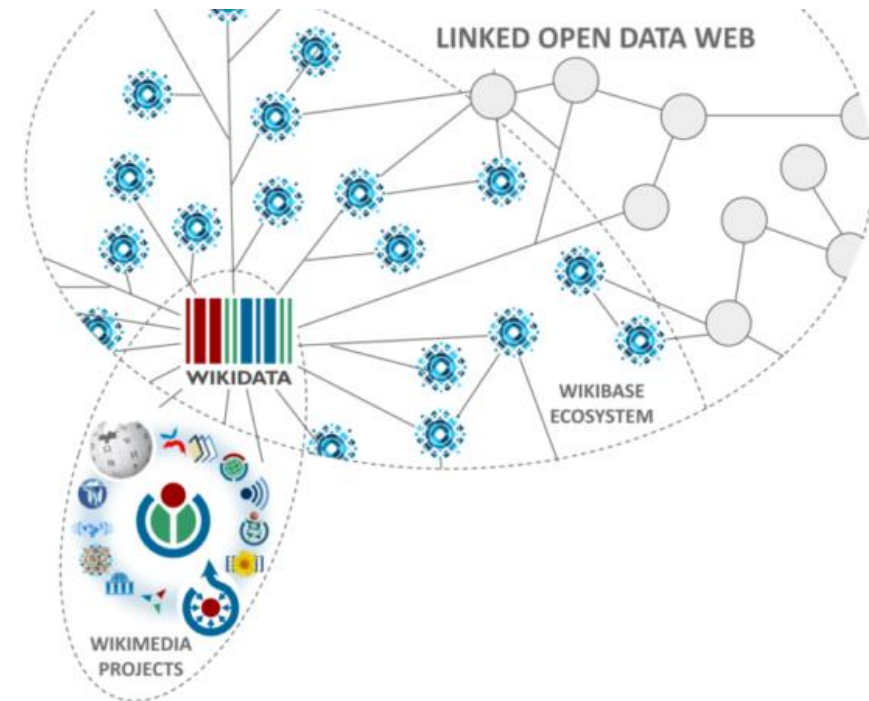 LINKED OPEN DATA WEB
WIKIDATA
WIKIBASE
ECOSYSTEM
WIKIMEDIA
PROJECTS